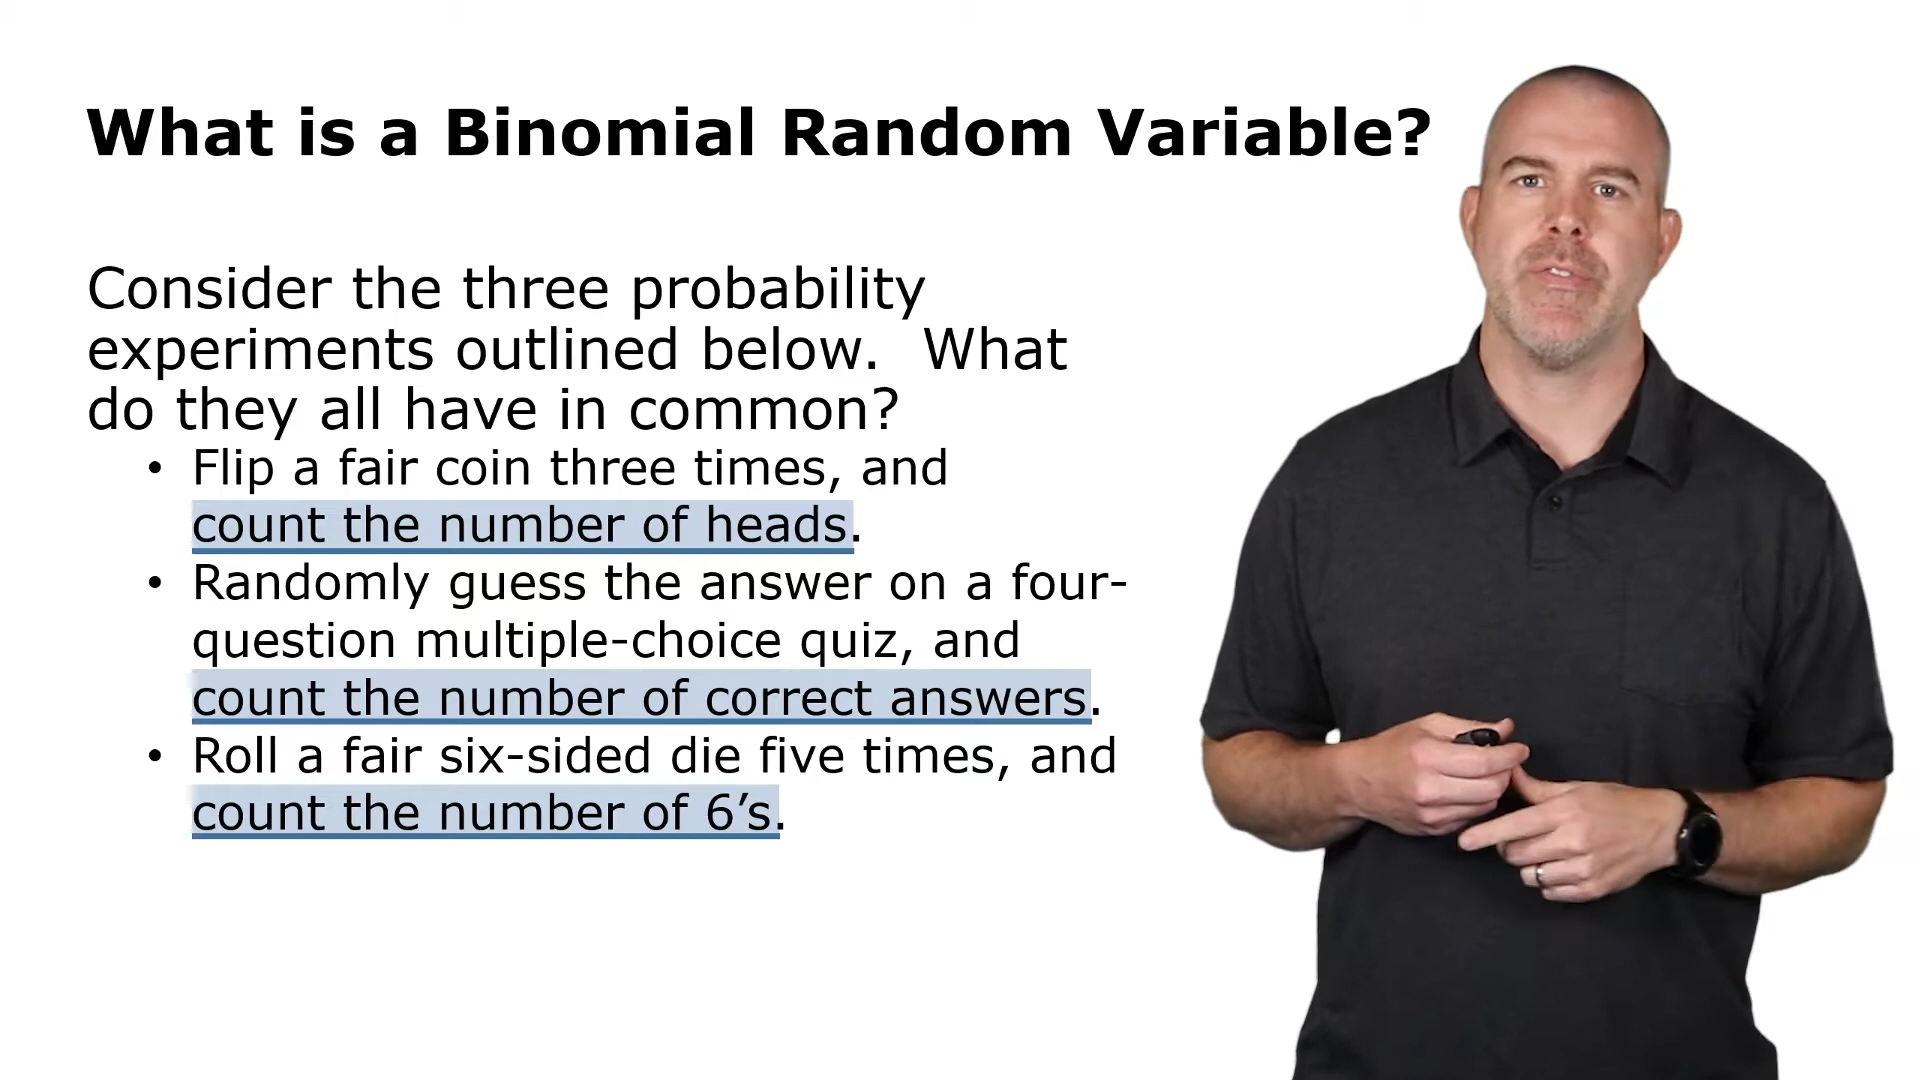 What is a Binomial Random Variable?
Consider the three probability
experiments outlined below.  What
do they all have in common?
• Flip a fair coin three times, and
count the number of heads.
• Randomly guess the answer on a four-
question multiple-choice quiz, and
count the number of correct answers.
• Roll a fair six-sided die five times, and
count the number of 6’s.